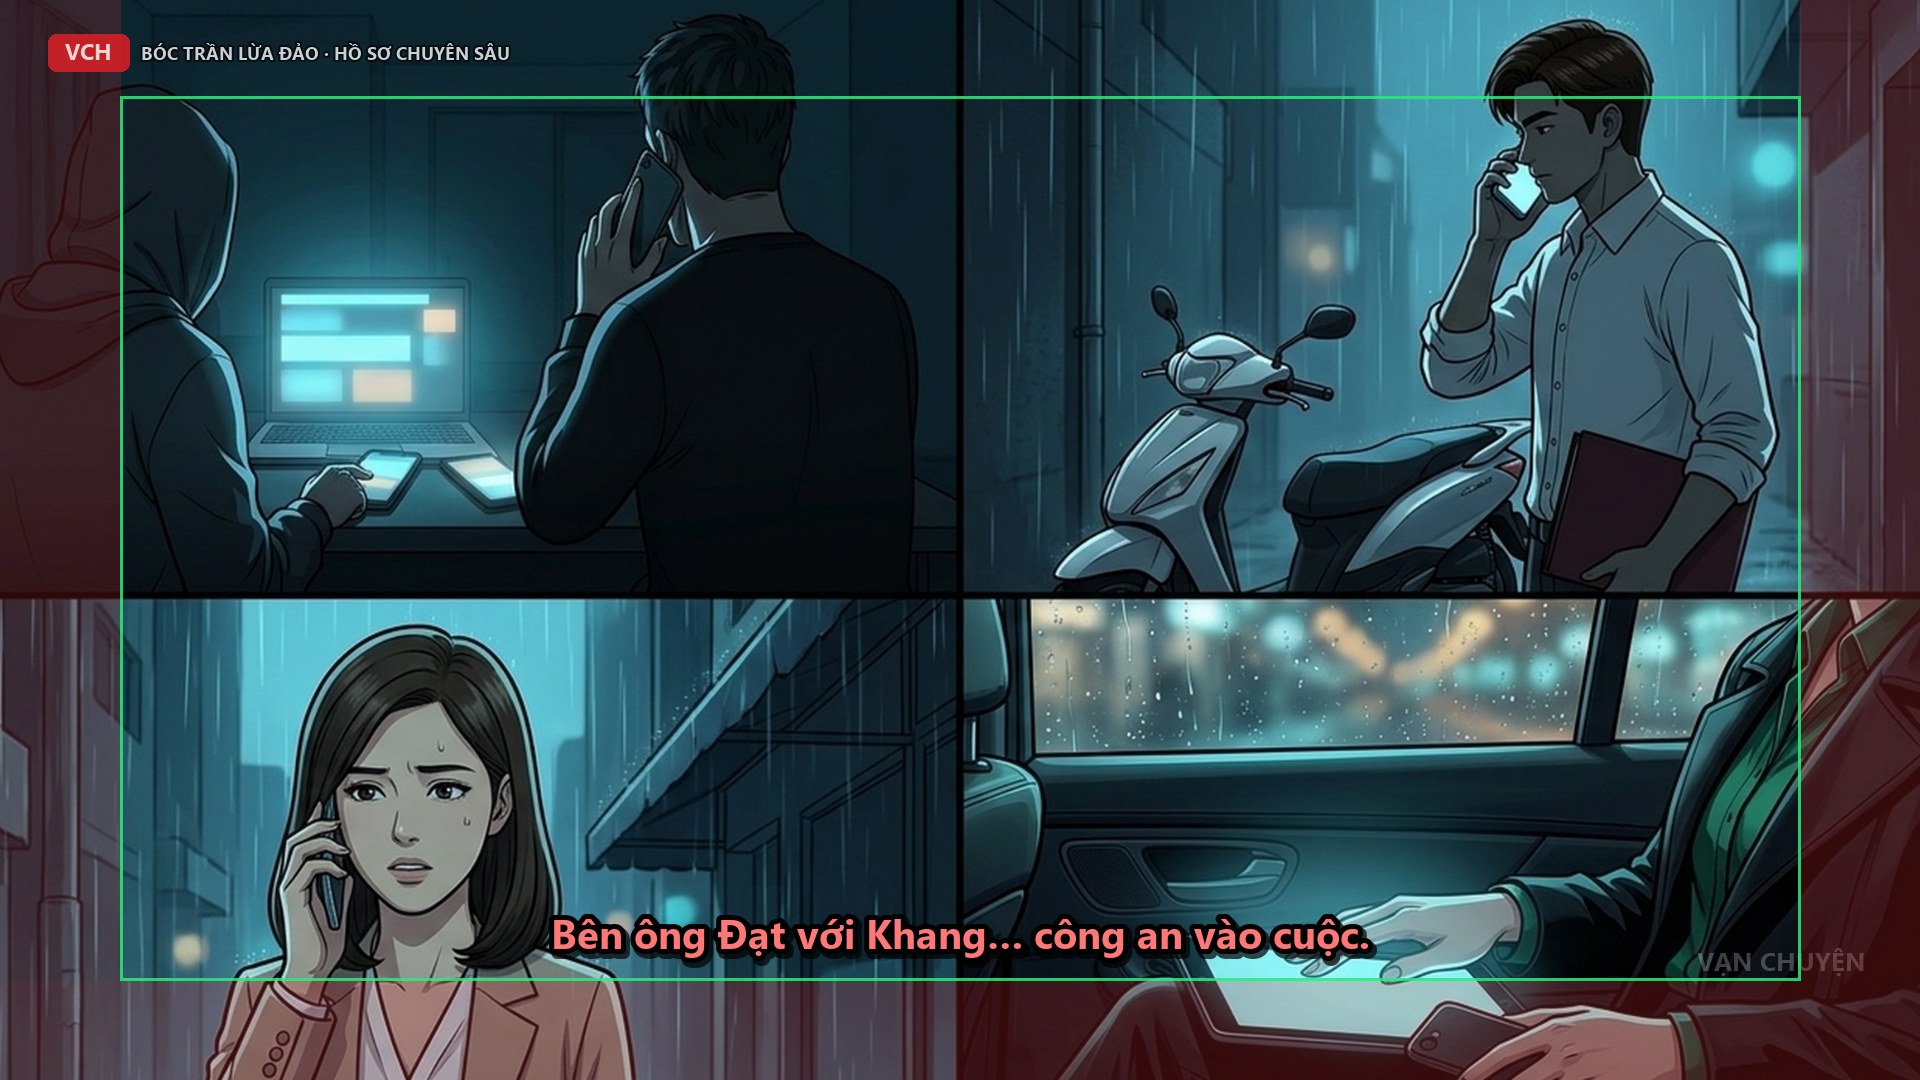 VCH BÓC TRẦN LỪA ĐẢO · HỒ SƠ CHUYÊN SÂU
Bên ông Đạt với Khang... công an vào cuộc.
VẠN CHUYỆN